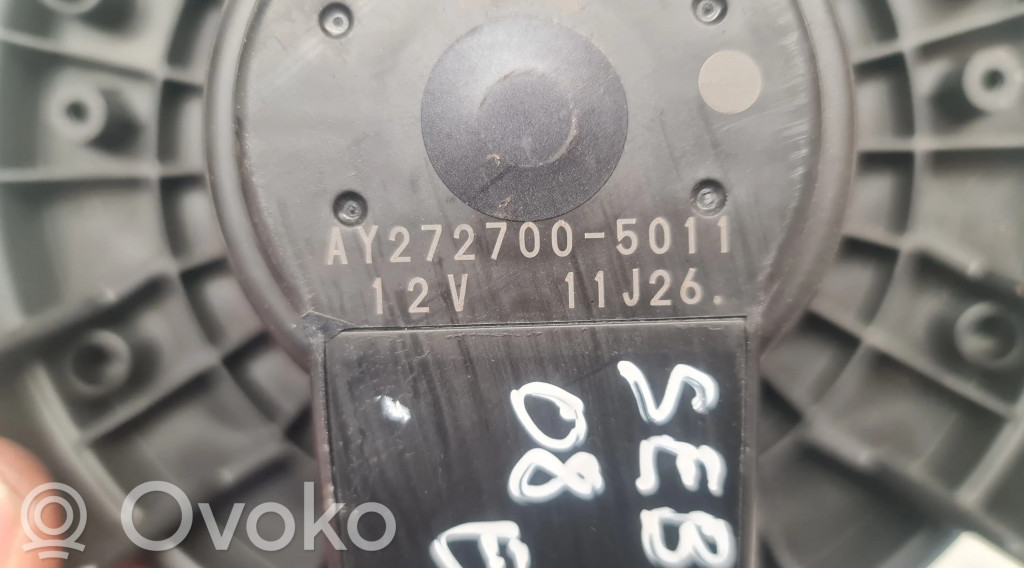 AY272700-5011
12V 11J26.
SEB
08 E
Ovoko